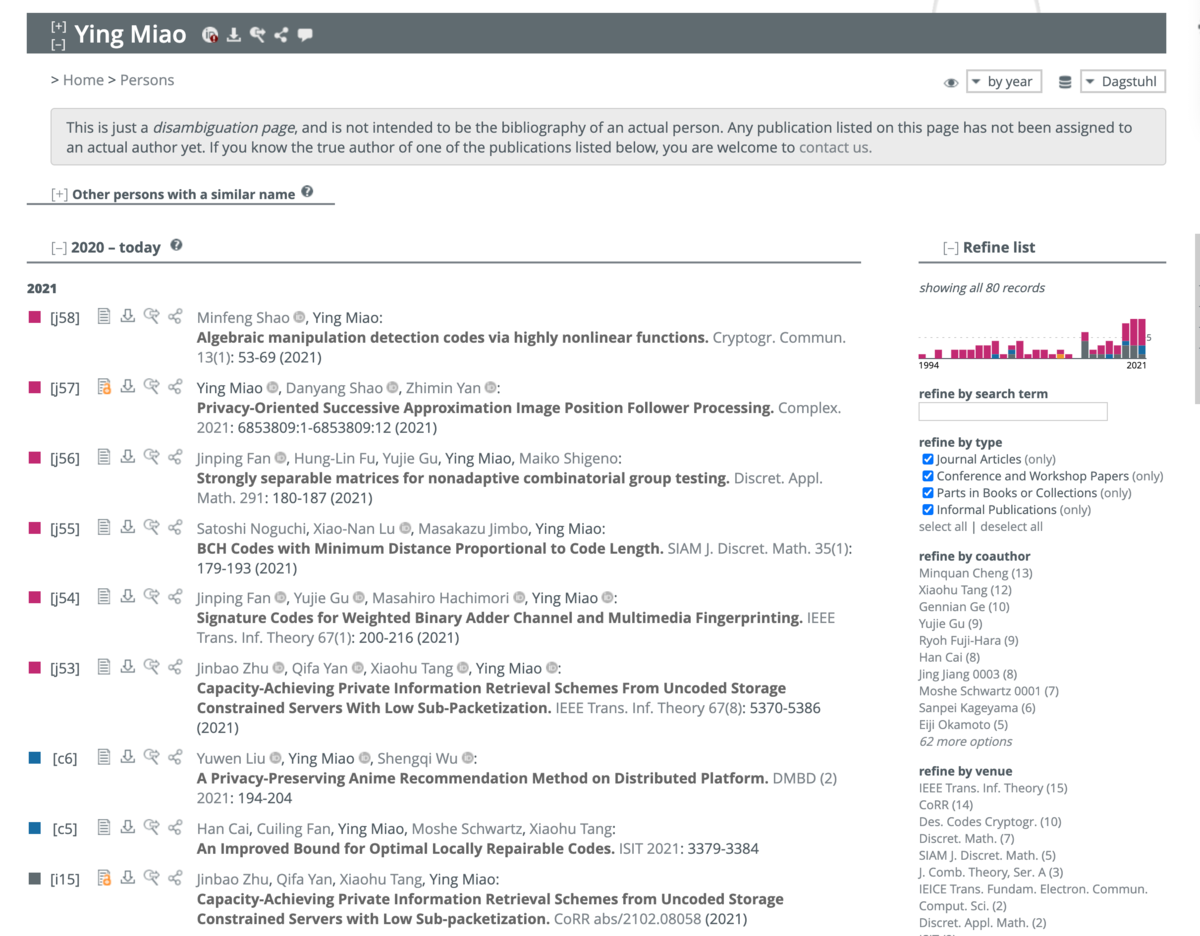 [+]
[–]
Ying Miao
> Home > Persons
by year
Dagstuhl
This is just a disambiguation page, and is not intended to be the bibliography of an actual person. Any publication listed on this page has not been assigned to
an actual author yet. If you know the true author of one of the publications listed below, you are welcome to contact us.
[+] Other persons with a similar name ?
[–] 2020 – today ?
2021
[j58] Minfeng Shao, Ying Miao:
Algebraic manipulation detection codes via highly nonlinear functions. Cryptogr. Commun.
13(1): 53-69 (2021)
[j57] Ying Miao, Danyang Shao, Zhimin Yan:
Privacy-Oriented Successive Approximation Image Position Follower Processing. Complex.
2021: 6853809:1-6853809:12 (2021)
[j56] Jinping Fan, Hung-Lin Fu, Yujie Gu, Ying Miao, Maiko Shigeno:
Strongly separable matrices for nonadaptive combinatorial group testing. Discret. Appl.
Math. 291: 180-187 (2021)
[j55] Satoshi Noguchi, Xiao-Nan Lu, Masakazu Jimbo, Ying Miao:
BCH Codes with Minimum Distance Proportional to Code Length. SIAM J. Discret. Math. 35(1):
179-193 (2021)
[j54] Jinping Fan, Yujie Gu, Masahiro Hachimori, Ying Miao:
Signature Codes for Weighted Binary Adder Channel and Multimedia Fingerprinting. IEEE
Trans. Inf. Theory 67(1): 200-216 (2021)
[j53] Jinbao Zhu, Qifa Yan, Xiaohu Tang, Ying Miao:
Capacity-Achieving Private Information Retrieval Schemes From Uncoded Storage
Constrained Servers With Low Sub-Packetization. IEEE Trans. Inf. Theory 67(8): 5370-5386
(2021)
[c6] Yuwen Liu, Ying Miao, Shengqi Wu:
A Privacy-Preserving Anime Recommendation Method on Distributed Platform. DMBD (2)
2021: 194-204
[c5] Han Cai, Cuiling Fan, Ying Miao, Moshe Schwartz, Xiaohu Tang:
An Improved Bound for Optimal Locally Repairable Codes. ISIT 2021: 3379-3384
[i15] Jinbao Zhu, Qifa Yan, Xiaohu Tang, Ying Miao:
Capacity-Achieving Private Information Retrieval Schemes from Uncoded Storage
Constrained Servers with Low Sub-packetization. CoRR abs/2102.08058 (2021)
[–] Refine list
showing all 80 records
5
1994 2021
refine by search term
refine by type
Journal Articles (only)
Conference and Workshop Papers (only)
Parts in Books or Collections (only)
Informal Publications (only)
select all | deselect all
refine by coauthor
Minquan Cheng (13)
Xiaohu Tang (12)
Gennian Ge (10)
Yujie Gu (9)
Ryoh Fuji-Hara (9)
Han Cai (8)
Jing Jiang 0003 (8)
Moshe Schwartz 0001 (7)
Sanpei Kageyama (6)
Eiji Okamoto (5)
62 more options
refine by venue
IEEE Trans. Inf. Theory (15)
CoRR (14)
Des. Codes Cryptogr. (10)
Discret. Math. (7)
SIAM J. Discret. Math. (5)
J. Comb. Theory, Ser. A (3)
IEICE Trans. Fundam. Electron. Commun.
Comput. Sci. (2)
Discret. Appl. Math. (2)